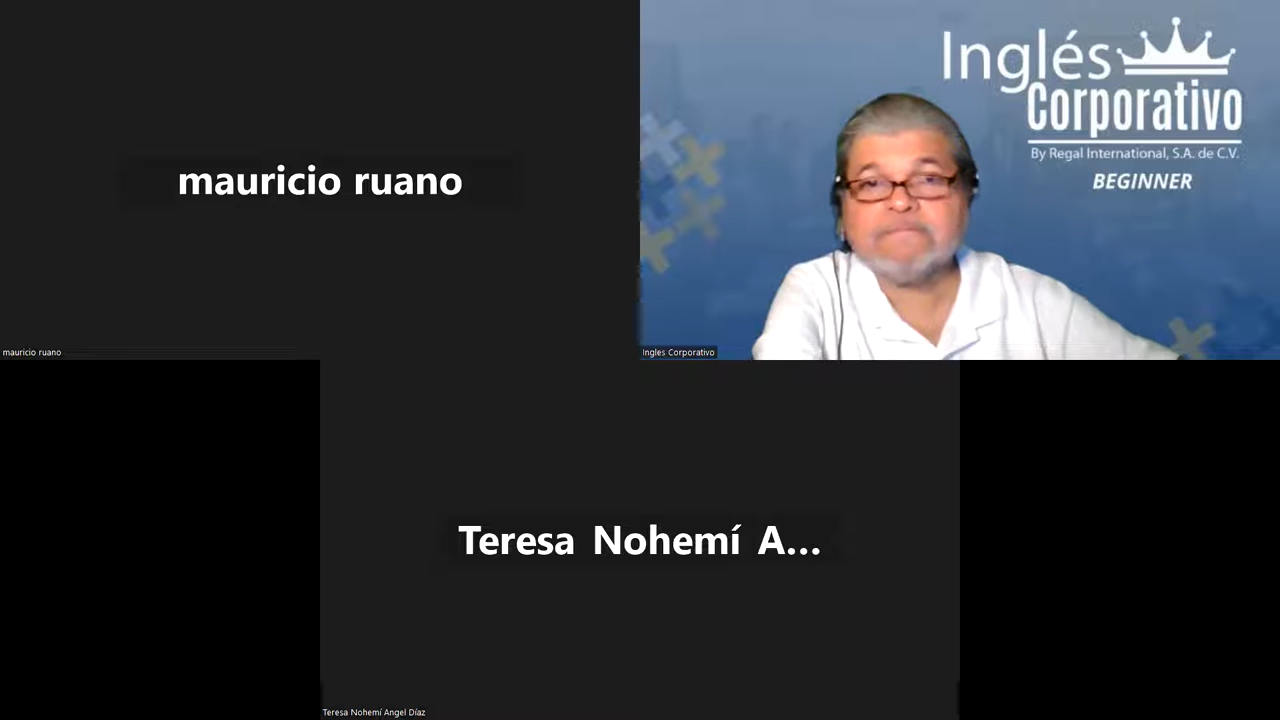 mauricio ruano
mauricio ruano
Inglés
Corporativo
By Regal International, S.A. de C.V.
BEGINNER
Ingles Corporativo
Teresa Nohemí A...
Teresa Nohemí Angel Díaz